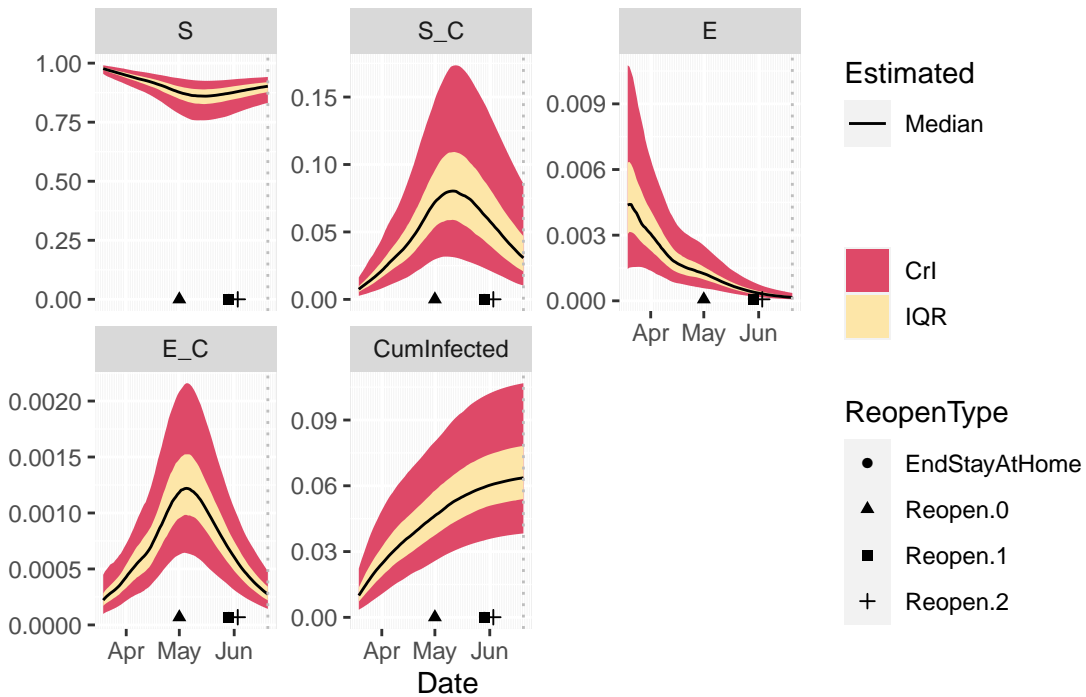 S
S_C
E
1.00
0.75
0.50
0.25
0.00
0.15
0.10
0.05
0.00
0.009
0.006
0.003
0.000
Apr May Jun
E_C
CumInfected
0.0020
0.0015
0.0010
0.0005
0.0000
0.09
0.06
0.03
0.00
Apr May Jun
Apr May Jun
Date
Estimated
Median
CrI
IQR
ReopenType
EndStayAtHome
Reopen.0
Reopen.1
Reopen.2